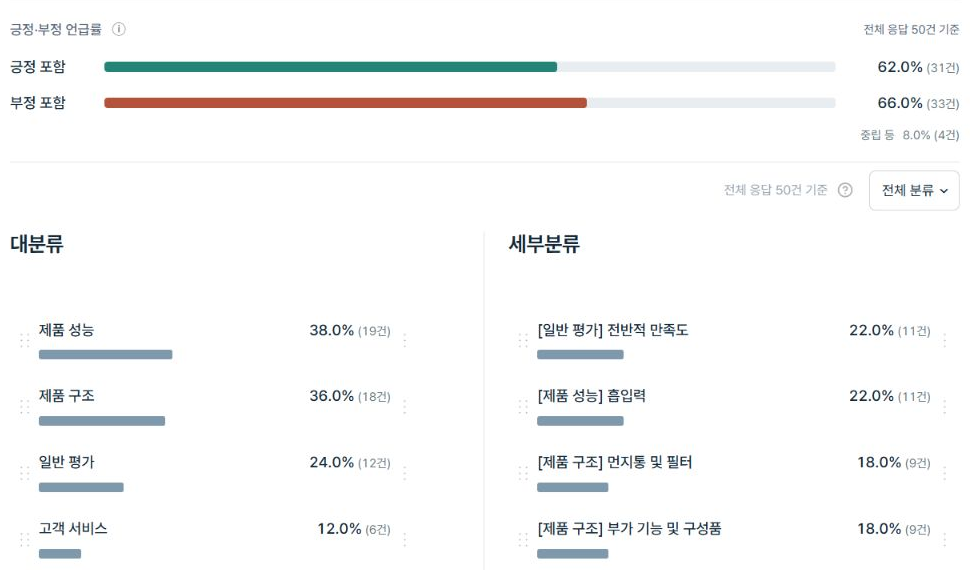 긍정·부정 언급률 ⓘ 전체 응답 50건 기준
긍정 포함 62.0% (31건)
부정 포함 66.0% (33건)
중립 등 8.0% (4건)
전체 응답 50건 기준 ? 전체 분류
대분류
제품 성능 38.0% (19건)
제품 구조 36.0% (18건)
일반 평가 24.0% (12건)
고객 서비스 12.0% (6건)
세부분류
[일반 평가] 전반적 만족도 22.0% (11건)
[제품 성능] 흡입력 22.0% (11건)
[제품 구조] 먼지통 및 필터 18.0% (9건)
[제품 구조] 부가 기능 및 구성품 18.0% (9건)